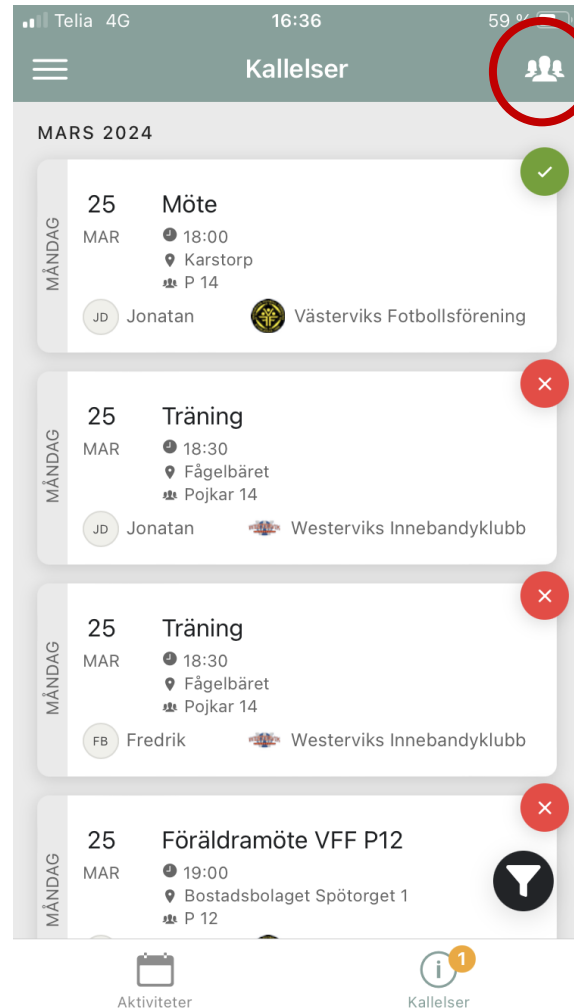 Telia 4G 16:36 59 %
Kallelser
MARS 2024
MÅNDAG
25 Möte
MAR 18:00
Karstorp
P 14
JD Jonatan Västerviks Fotbollsförening
MÅNDAG
25 Träning
MAR 18:30
Fågelbäret
Pojkar 14
JD Jonatan Westerviks Innebandyklubb
MÅNDAG
25 Träning
MAR 18:30
Fågelbäret
Pojkar 14
FB Fredrik Westerviks Innebandyklubb
MÅNDAG
25 Föräldramöte VFF P12
MAR 19:00
Bostadsbolaget Spötorget 1
P 12
1
Aktiviteter Kallelser